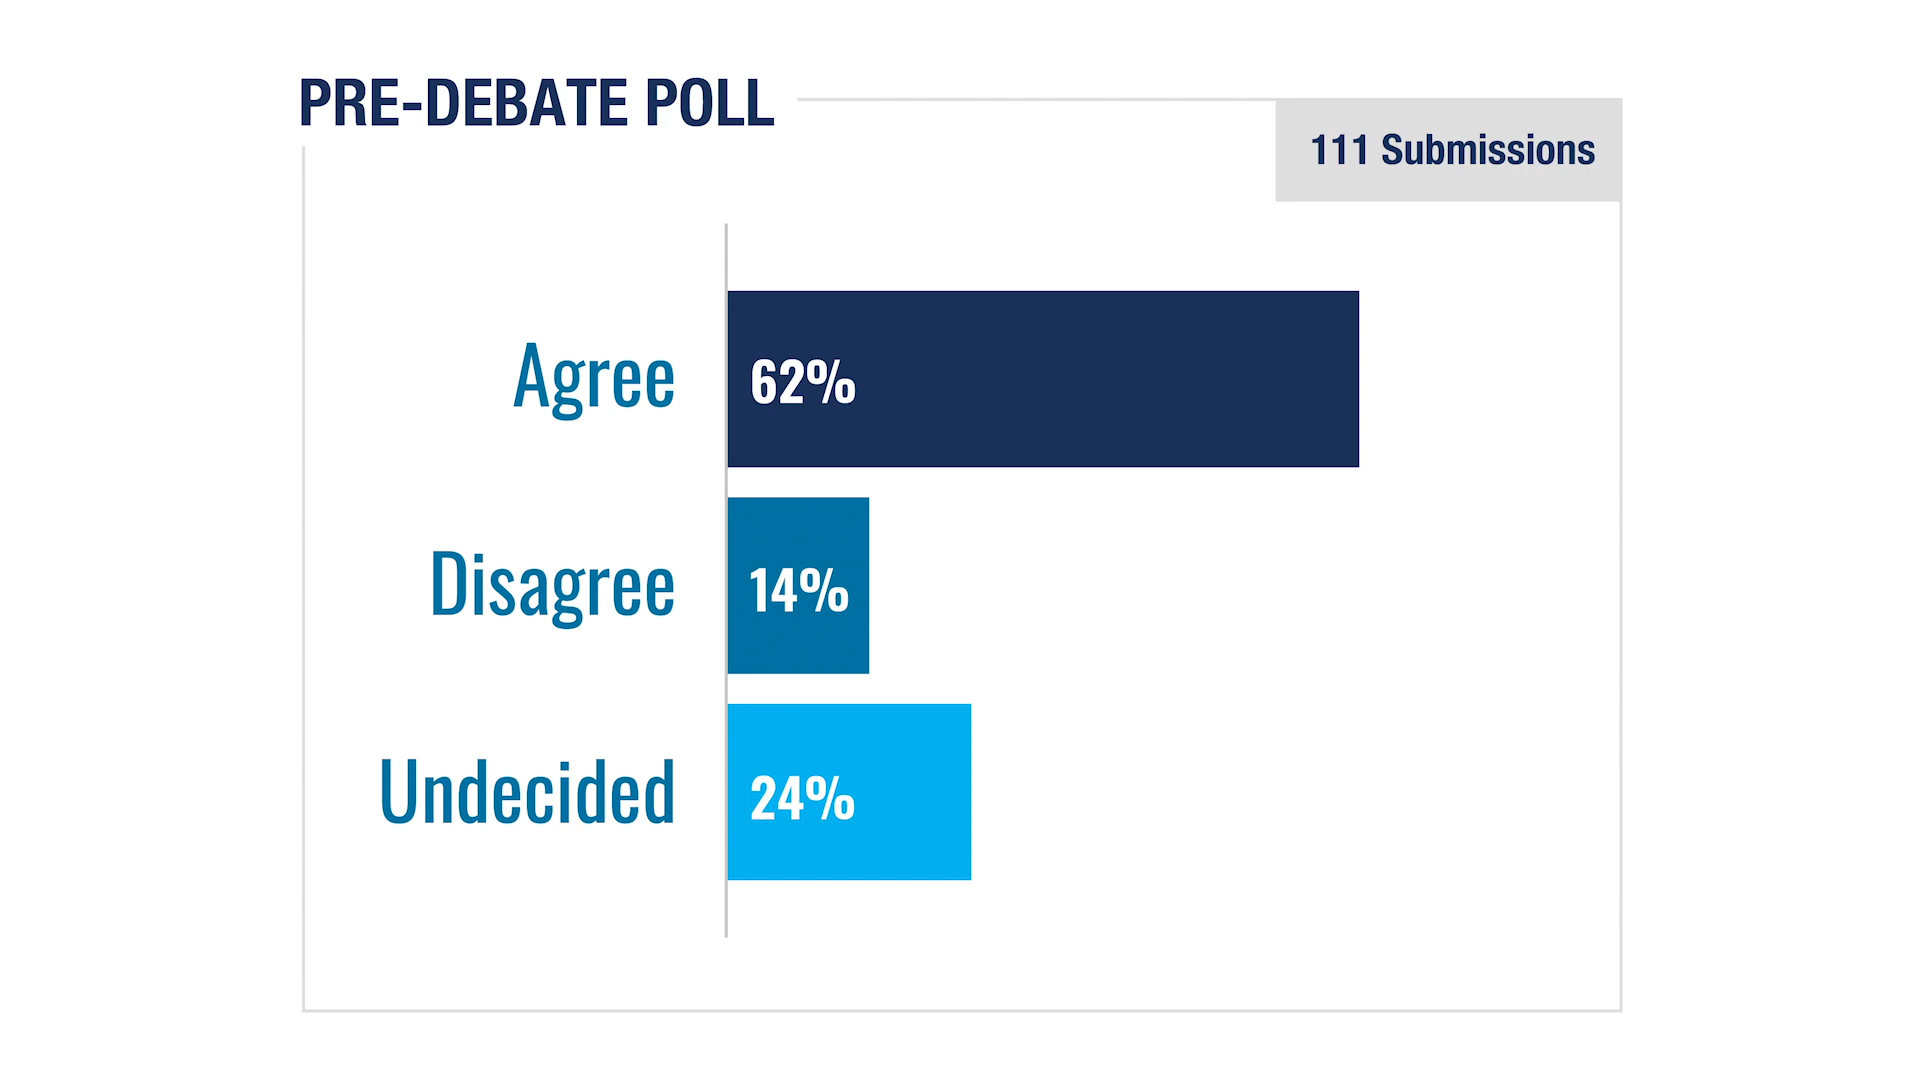 PRE-DEBATE POLL
111 Submissions
Agree 62%
Disagree 14%
Undecided 24%